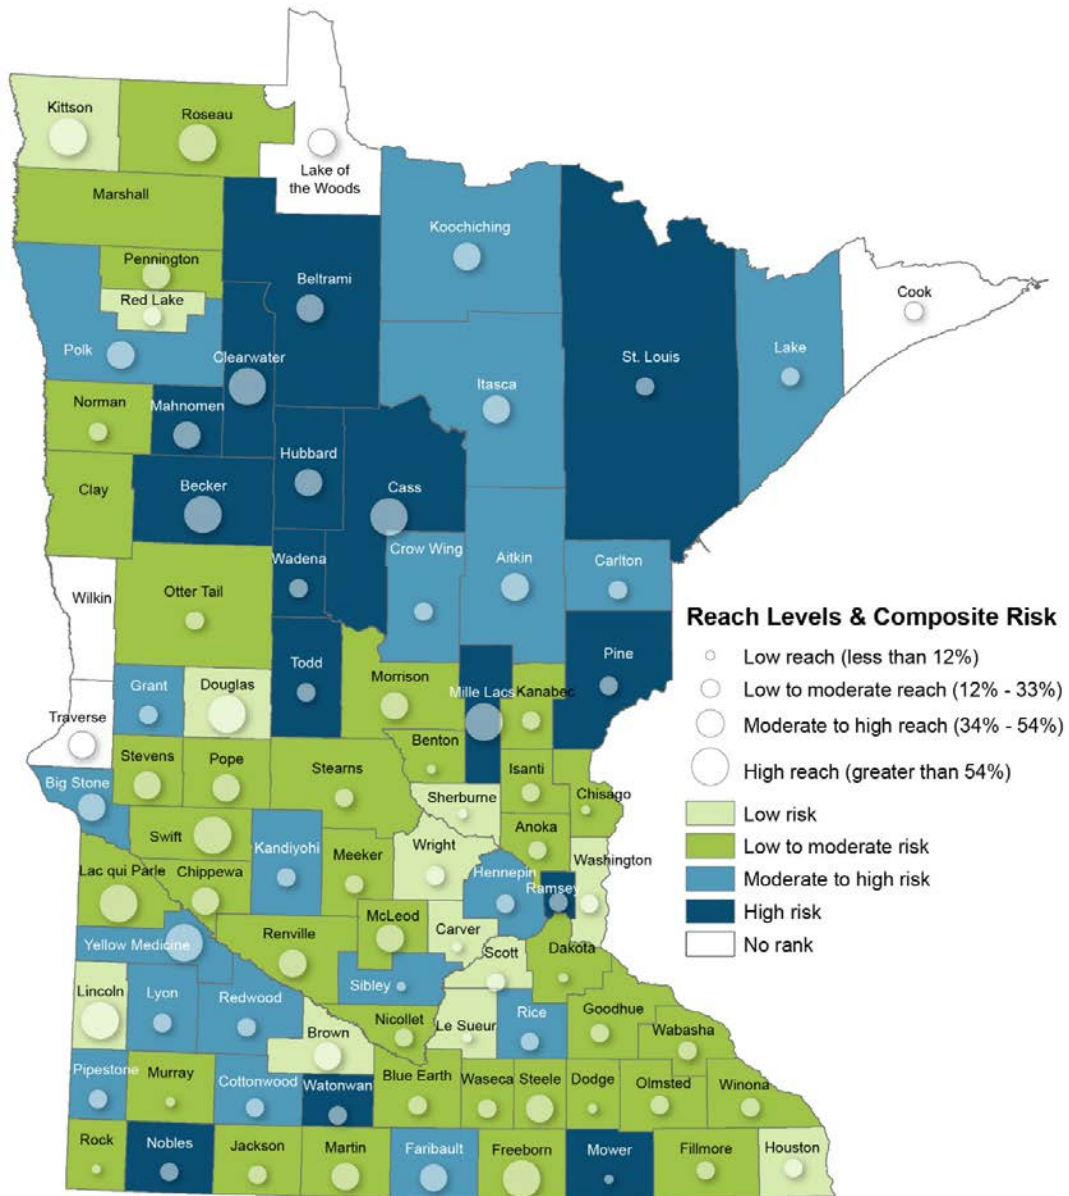 Kittson
Roseau
Lake of
the Woods
Marshall
Koochiching
Pennington
Beltrami
Red Lake
Cook
Polk
Clearwater
St. Louis
Lake
Itasca
Norman
Mahnomen
Hubbard
Clay
Becker
Cass
Crow Wing
Aitkin
Wadena
Carlton
Wilkin
Otter Tail
Reach Levels & Composite Risk
Low reach (less than 12%)
Low to moderate reach (12% - 33%)
Moderate to high reach (34% - 54%)
High reach (greater than 54%)
Low risk
Low to moderate risk
Moderate to high risk
High risk
No rank
Todd
Pine
Grant
Douglas
Morrison
Mille Lacs
Kanabec
Traverse
Benton
Stevens
Pope
Stearns
Isanti
Big Stone
Chisago
Sherburne
Swift
Anoka
Kandiyohi
Meeker
Wright
Washington
Lac qui Parle
Chippewa
Hennepin
Ramsey
McLeod
Carver
Renville
Yellow Medicine
Scott
Dakota
Sibley
Lincoln
Lyon
Redwood
Goodhue
Rice
Nicollet
Le Sueur
Brown
Wabasha
Pipestone
Murray
Cottonwood
Watonwan
Blue Earth
Waseca
Steele
Dodge
Olmsted
Winona
Rock
Nobles
Jackson
Martin
Faribault
Freeborn
Mower
Fillmore
Houston